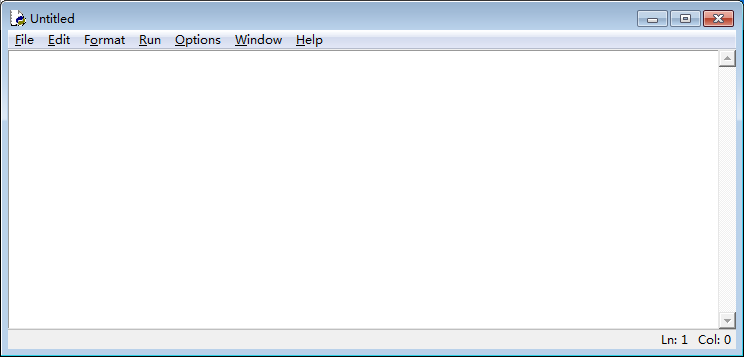 Untitled
File Edit Format Run Options Window Help
Ln: 1 Col: 0